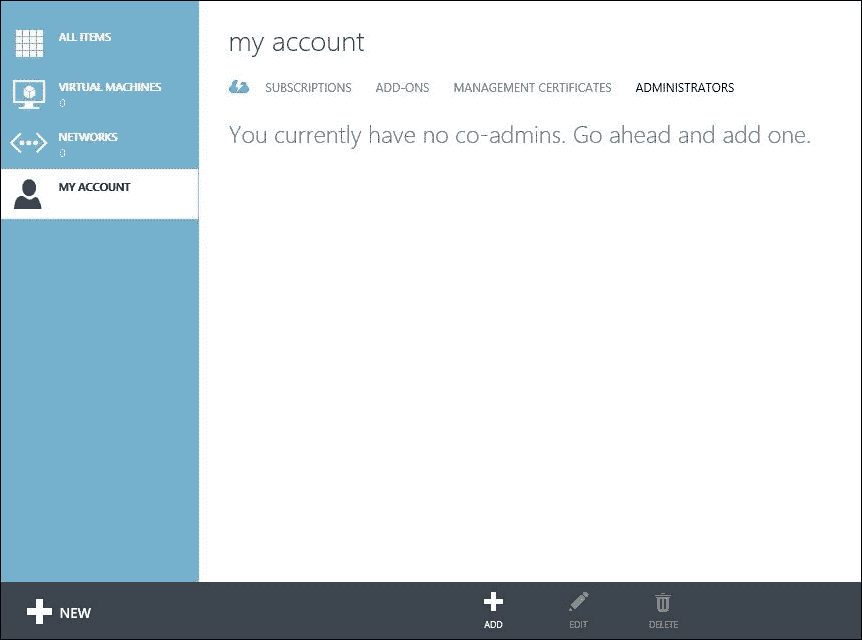 ALL ITEMS
VIRTUAL MACHINES
0
NETWORKS
0
MY ACCOUNT
my account
SUBSCRIPTIONS ADD-ONS MANAGEMENT CERTIFICATES ADMINISTRATORS
You currently have no co-admins. Go ahead and add one.
NEW
ADD EDIT DELETE